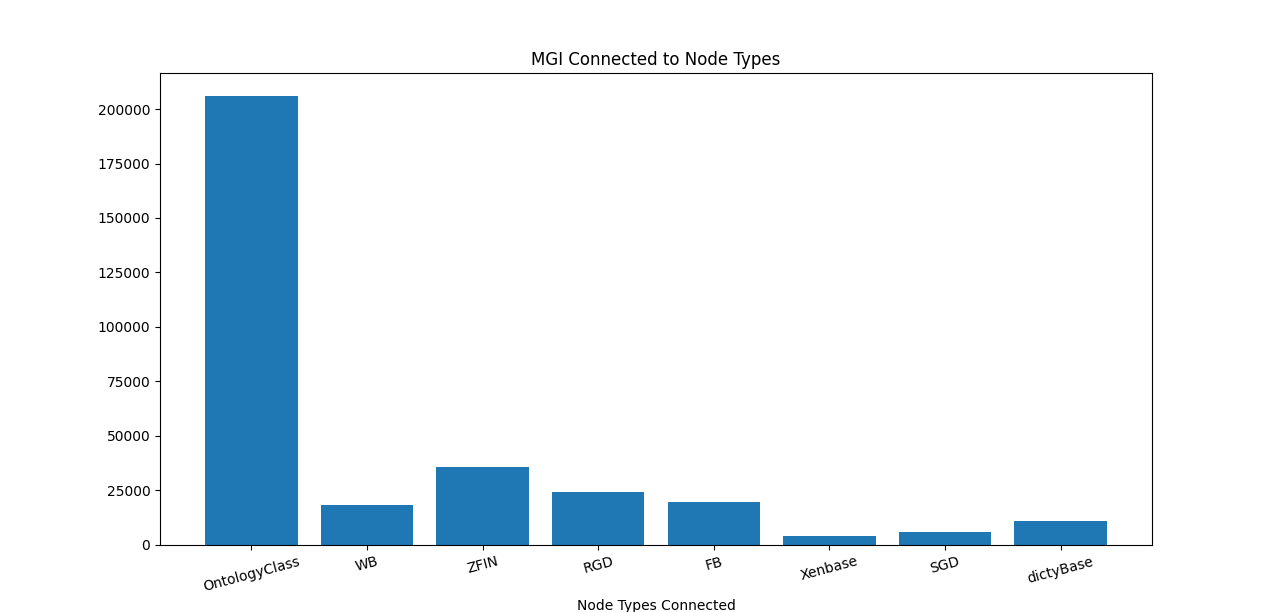 MGI Connected to Node Types
200000
175000
150000
125000
100000
75000
50000
25000
0
OntologyClass
WB
ZFIN
RGD
FB
Xenbase
SGD
dictyBase
Node Types Connected